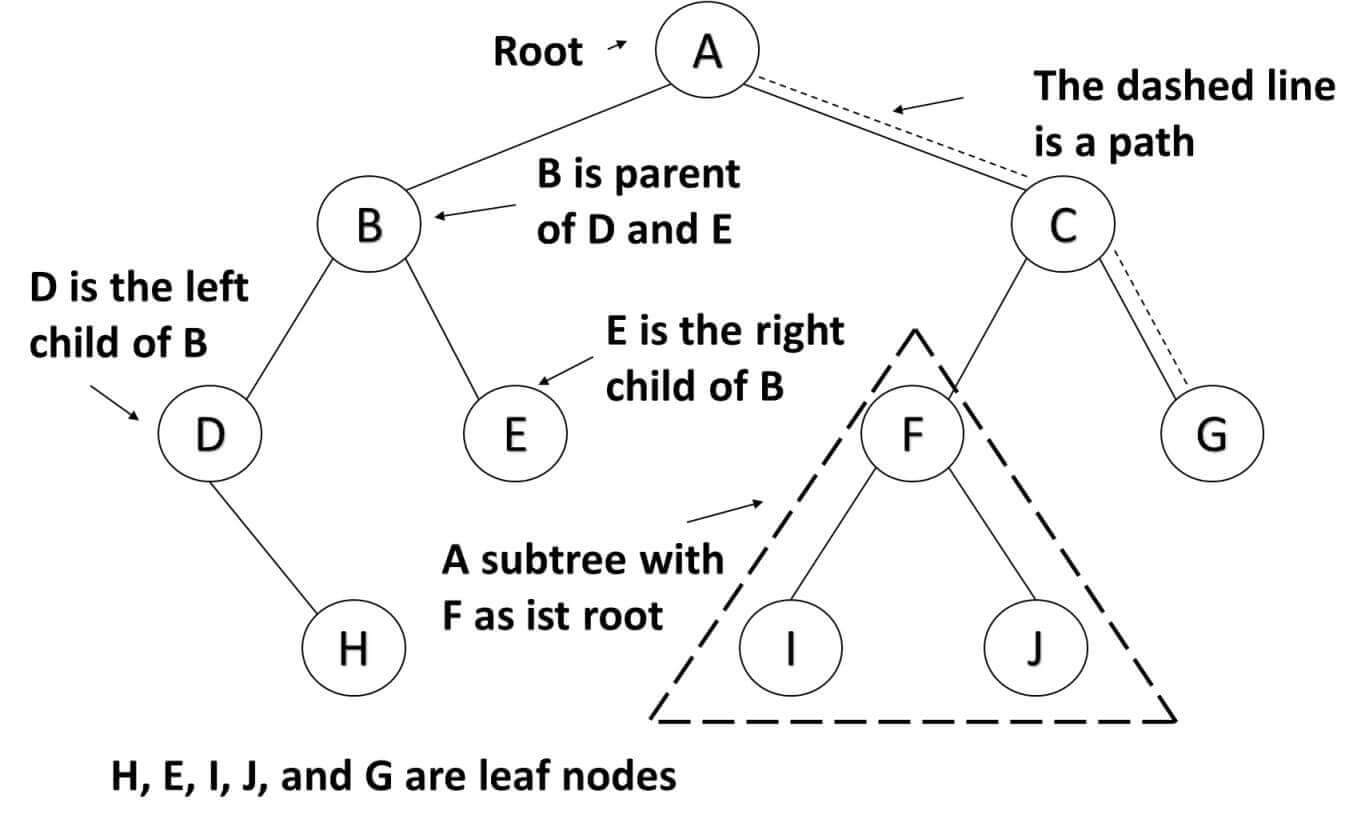 Root
A
The dashed line
is a path
B is parent
of D and E
B
C
D is the left
child of B
E is the right
child of B
D
E
F
G
A subtree with
F as ist root
H
I
J
H, E, I, J, and G are leaf nodes